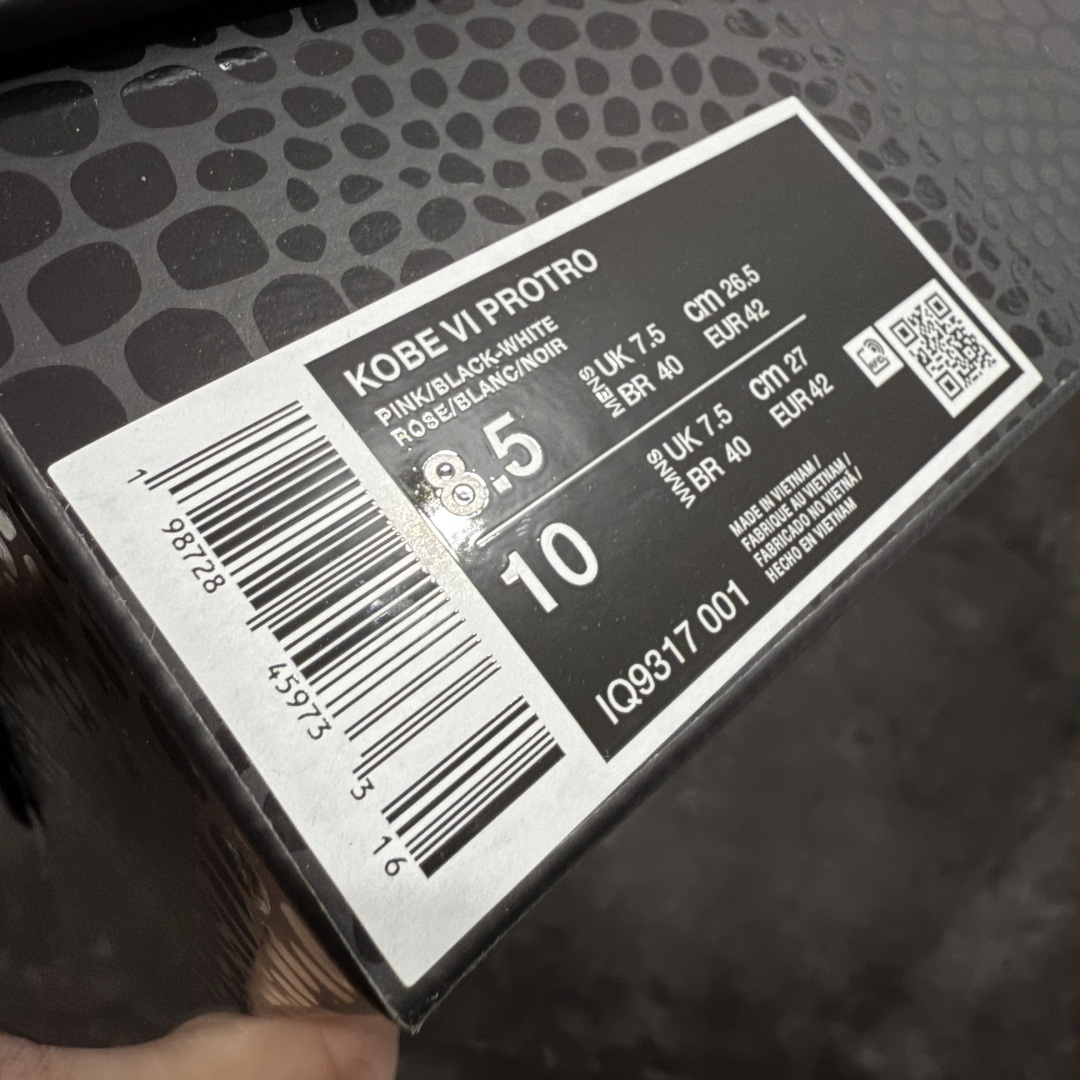 KOBE VI PROTRO
PINK/BLACK-WHITE
ROSE/BLANC/NOIR
8.5
MENS
UK 7.5
BR 40
cm 26.5
EUR 42
10
WMNS
UK 7.5
BR 40
cm 27
EUR 42
MADE IN VIETNAM /
FABRIQUE AU VIETNAM /
FABRICADO NO VIETNA /
HECHO EN VIETNAM
IQ9317 001
1
98728
45973
3
16